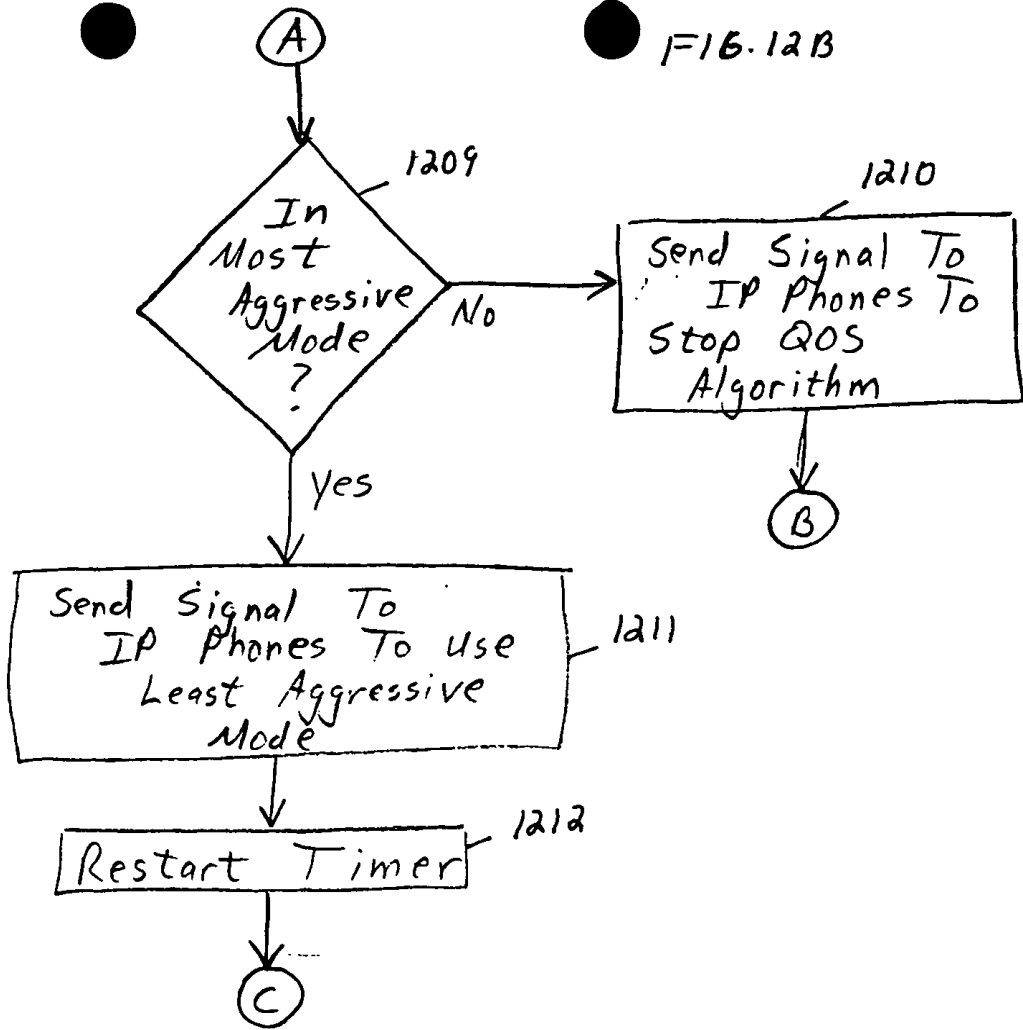 A
FIG. 12B
1209
In
Most
Aggressive
Mode
?
No
1210
Send Signal To
IP Phones To
Stop QOS
Algorithm
B
Yes
Send Signal To
IP Phones To Use
Least Aggressive
Mode
1211
Restart Timer
1212
C